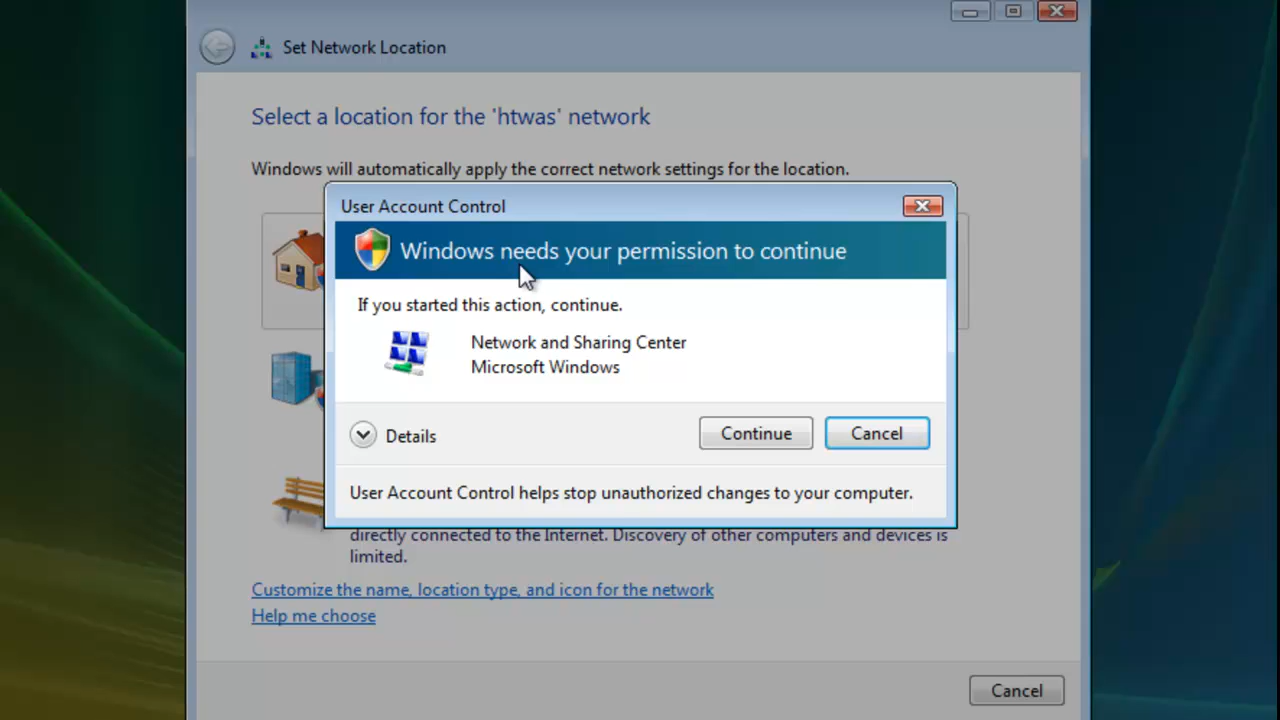 Set Network Location
Select a location for the 'htwas' network
Windows will automatically apply the correct network settings for the location.
User Account Control
Windows needs your permission to continue
If you started this action, continue.
Network and Sharing Center
Microsoft Windows
Details
Continue
Cancel
User Account Control helps stop unauthorized changes to your computer.
directly connected to the Internet. Discovery of other computers and devices is
limited.
Customize the name, location type, and icon for the network
Help me choose
Cancel